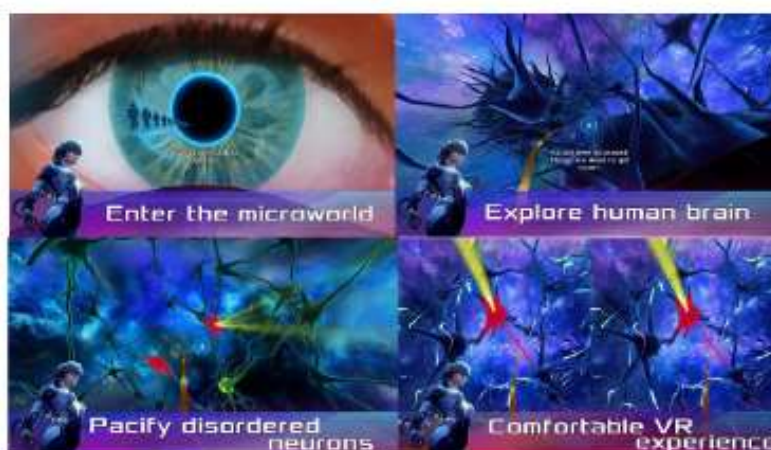 Enter the microworld
Explore human brain
Pacify disordered
neurons
Comfortable VR
experience